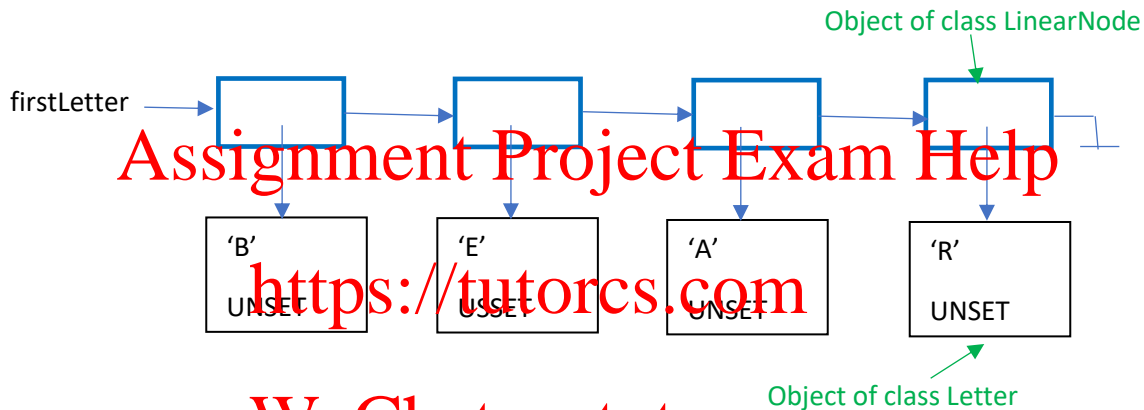 Object of class LinearNode
firstLetter
Assignment Project Exam Help
‘B’ ‘E’ ‘A’ ‘R’
https://tutorcs.com
UNSET USSET UNSET UNSET
Object of class Letter